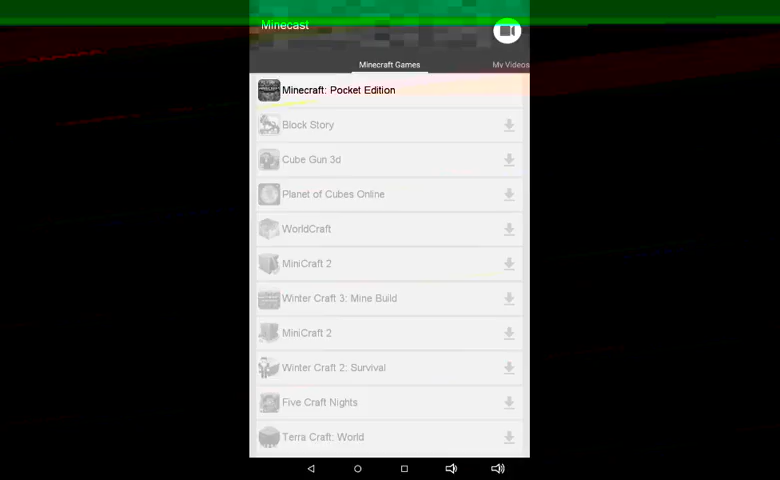 Minecast
Minecraft Games
My Videos
Minecraft: Pocket Edition
Block Story
Cube Gun 3d
Planet of Cubes Online
WorldCraft
MiniCraft 2
Winter Craft 3: Mine Build
MiniCraft 2
Winter Craft 2: Survival
Five Craft Nights
Terra Craft: World